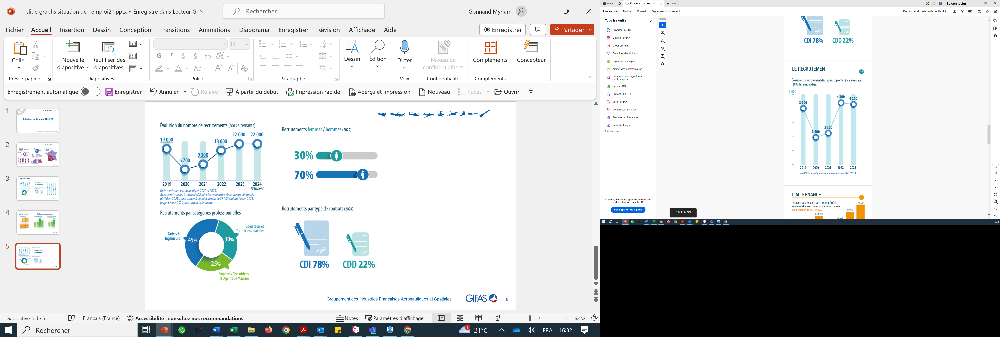 slide graphs situation de l emploi21.pptx • Enregistré dans Lecteur G:
Rechercher
Gonnand Myriam
Fichier Accueil Insertion Dessin Conception Transitions Animations Diaporama Enregistrer Révision Affichage Aide
Enregistrer
Partager
Coller
Nouvelle diapositive
Réutiliser des diapositives
14
G I S S ab AV
A Aa A A A
Dessin
Édition
Dicter
Niveau de confidentialité
Compléments
Concepteur
Presse-papiers
Diapositives
Police
Paragraphe
Voix
Confidentialité
Compléments
Enregistrement automatique
Enregistrer
Annuler
Refaire
À partir du début
Impression rapide
Aperçu et impression
Nouveau
Puces
Ouvrir
1
Situation de l'emploi 2021/22
2
3
Recrutements
4
L'alternance
Indicateurs salariaux
5
Évolution du nombre de recrutements (hors alternants)
19 000
6 700
9 300
18 000
22 000
22 000
2019 2020 2021 2022 2023 2024
Prévisions
Forte reprise des recrutements en 2022 et 2023.
A ces recrutements, il convient d'ajouter les embauches de nouveaux alternants
(6 100 en 2023), pour arriver à un total de plus de 28 000 embauches en 2023.
Les prévisions 2024 poursuivent la tendance.
Recrutements par catégories professionnelles
Cadres &
Ingénieurs
45%
Opérateurs et
Techniciens d'atelier
30%
25%
Employés, Techniciens
& Agents de Maîtrise
Recrutements femmes / hommes (2022)
30%
70%
Recrutements par type de contrats (2024)
CDI 78%
CDD 22%
Groupement des Industries Françaises Aéronautiques et Spatiales
GIFAS
5
Diapositive 5 de 5
Français (France)
Accessibilité : consultez nos recommandations
Notes
Paramètres d'affichage
62 %
Rechercher
1
21°C
FRA
16:32
Menu
Données_sociales_24...
Créer
Se connecter
Tous les outils Modifier Convertir Signer électroniquement
Rechercher du texte ou des outils
Tous les outils
Exporter un PDF
Modifier un PDF
Créer un PDF
Combiner des fichiers
Organiser les pages
Ajouter des commentaires
Demander des signatures
électroniques
Scan et OCR
Protéger un PDF
Biffer un PDF
Compresser un PDF
Préparer un formulaire
Remplir et signer
Afficher plus
Convertir, modifier et signer électroniquement
des formulaires et accords PDF
Essai gratuit de 7 jours
105 x 148 mm
CDI 78%
CDD 22%
LE RECRUTEMENT
p.10
Évolution du recrutement des jeunes diplômés (hors alternance)
(20% des embauches)
5 000
3 900
1 900
2 200
4 300
4 200
2019 2020 2021 2022 2023
+ 4000 jeunes diplômés par an recrutés en 2022/2023
L'ALTERNANCE
p.11
Les contrats en cours en janvier 2024
Nombre d'alternants selon la nature des contrats
Augmentation de 26% en 2022
01/01/2020
01/01/2022
01/01/2023
01/01/2024
10
16
16:32